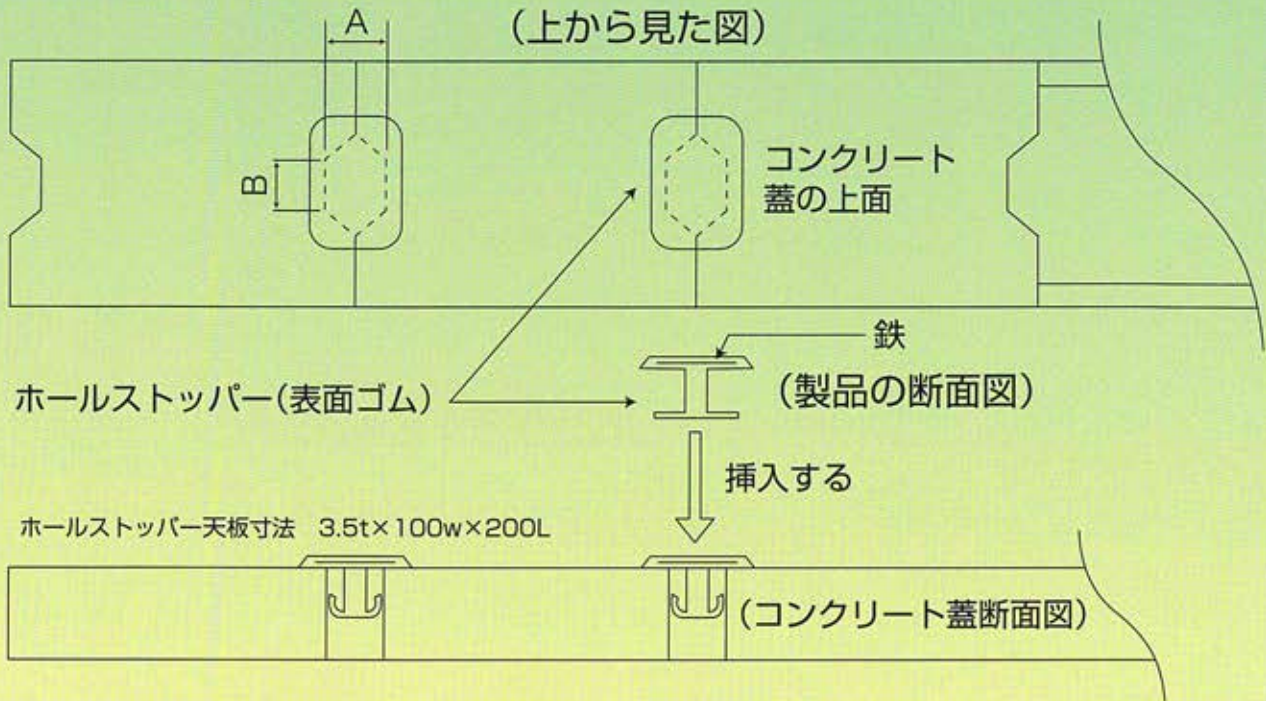 (上から見た図)
A
B
コンクリート
蓋の上面
鉄
ホールストッパー(表面ゴム)
(製品の断面図)
挿入する
ホールストッパー天板寸法 3.5t×100w×200L
(コンクリート蓋断面図)